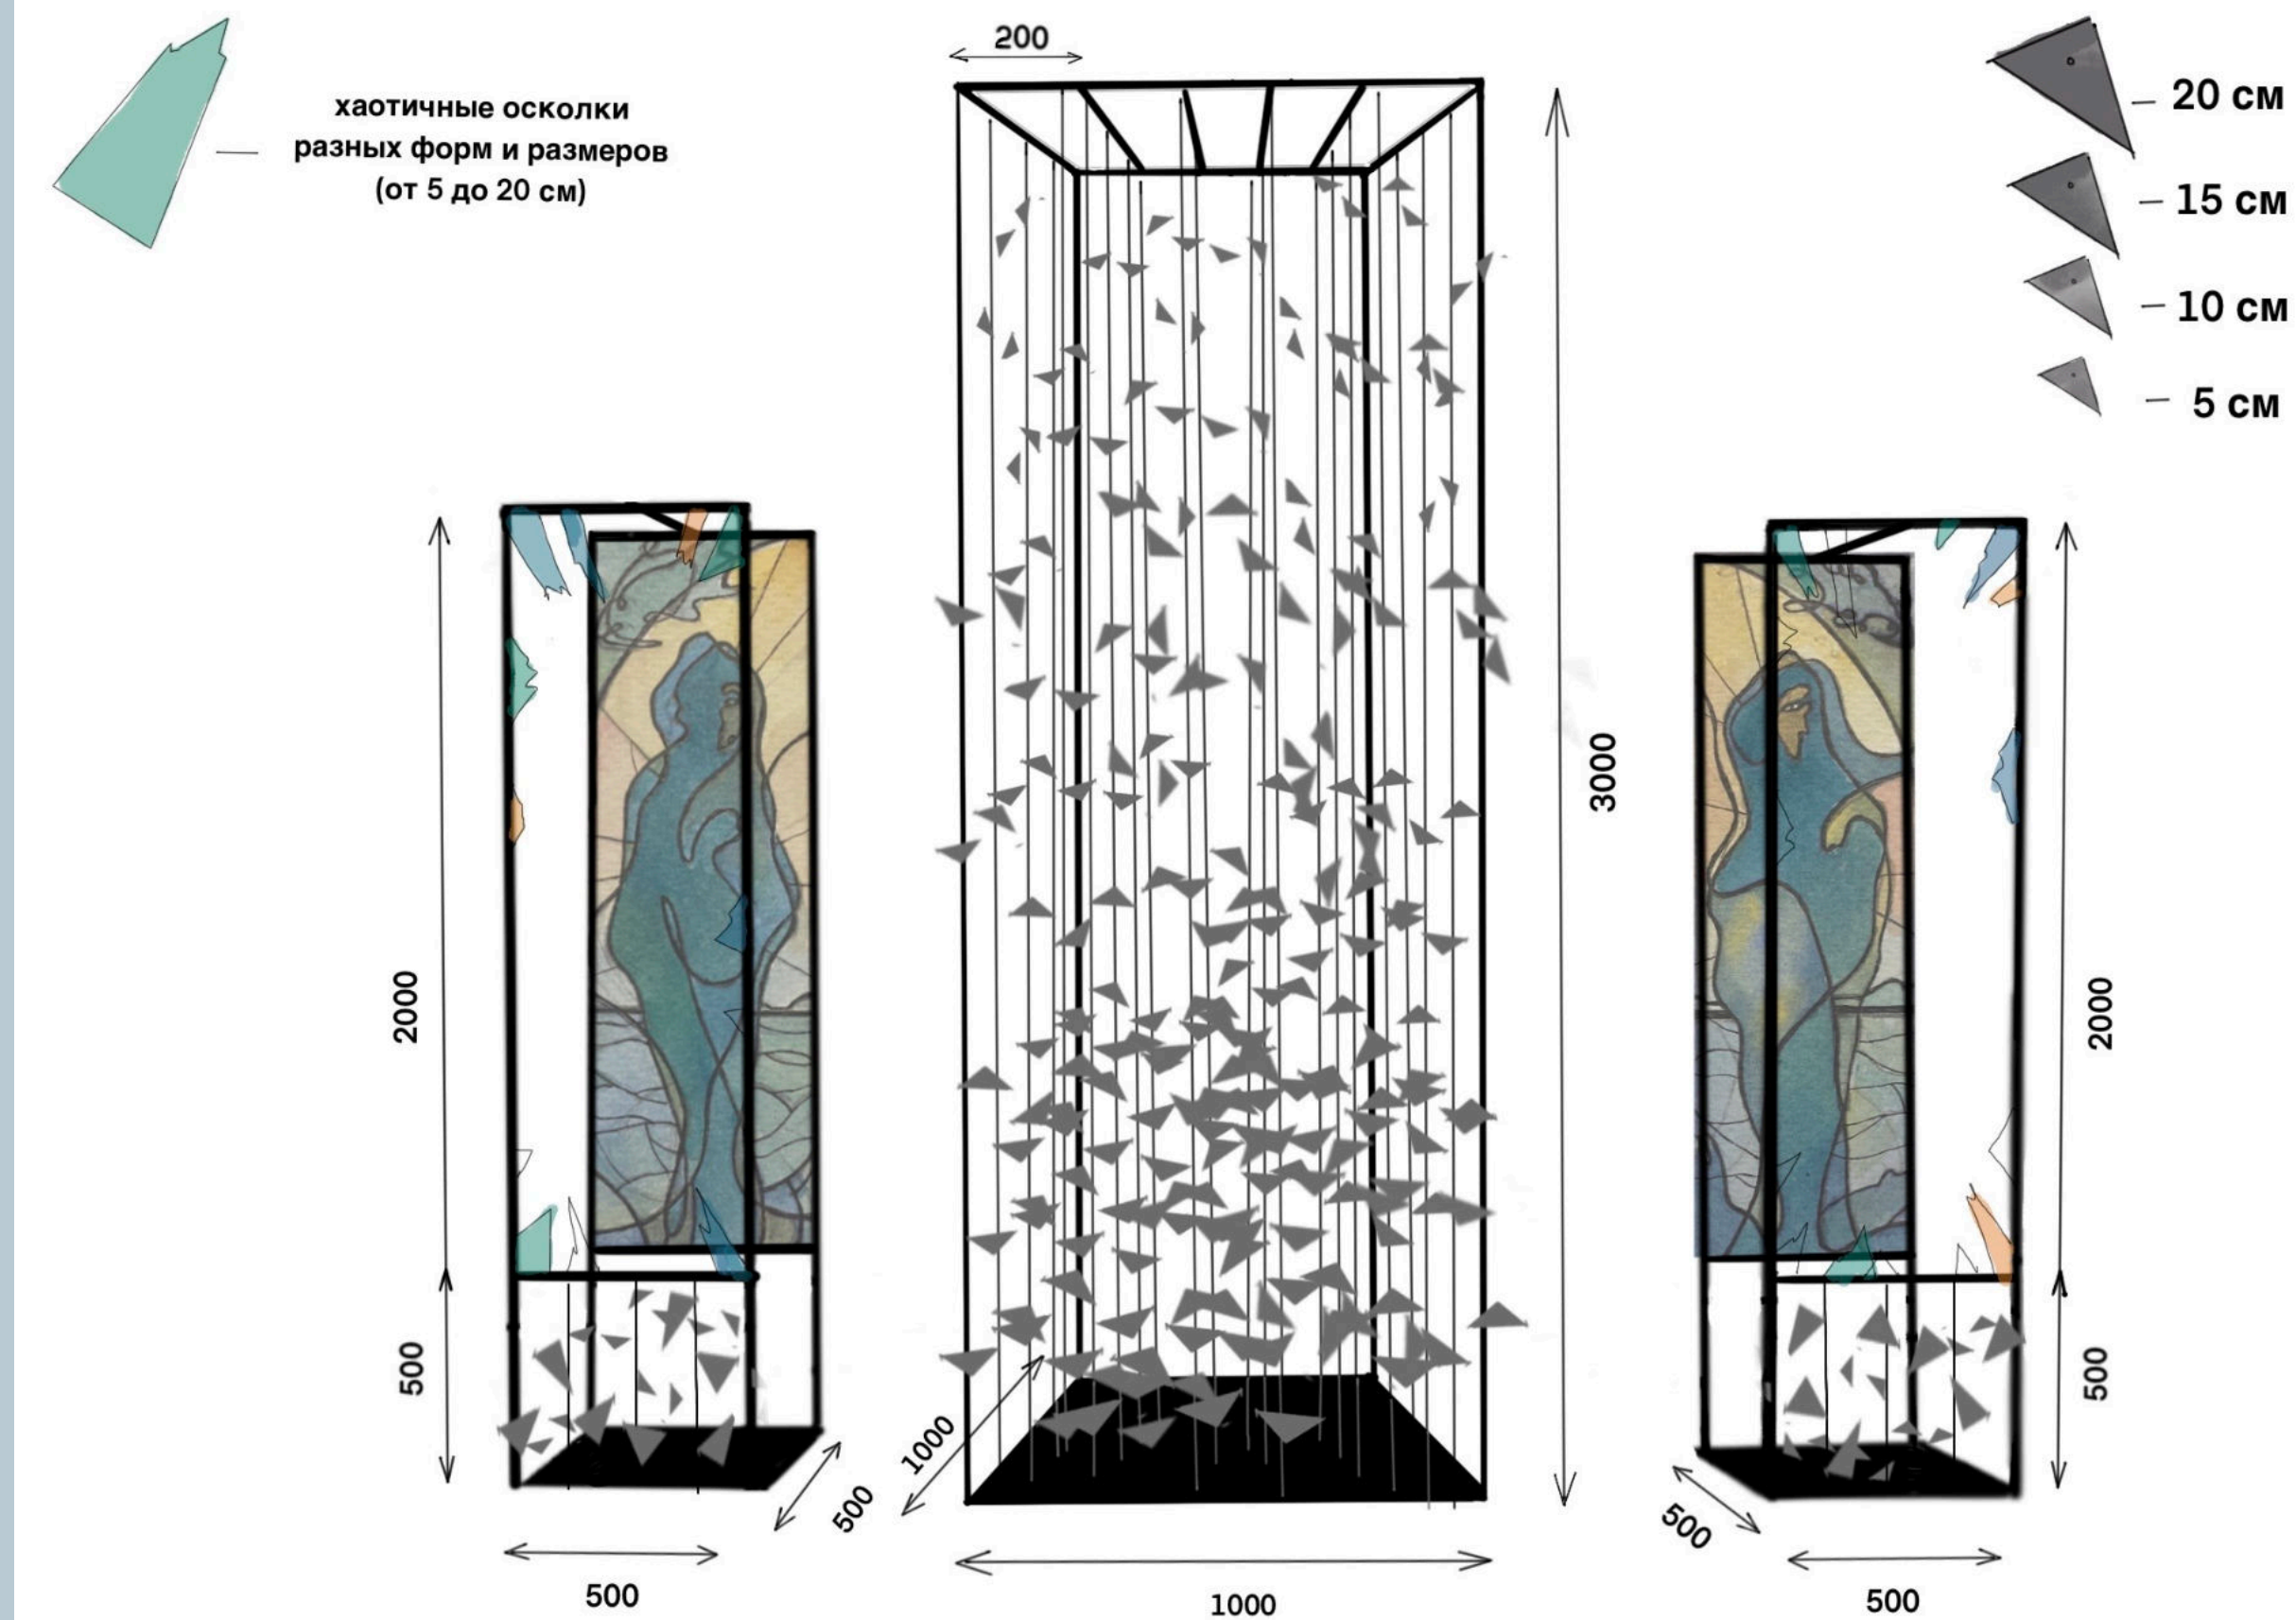 хаотичные осколки
разных форм и размеров
(от 5 до 20 см)
200
20 см
15 см
10 см
5 см
2000
500
500
500
3000
1000
1000
2000
500
500
500